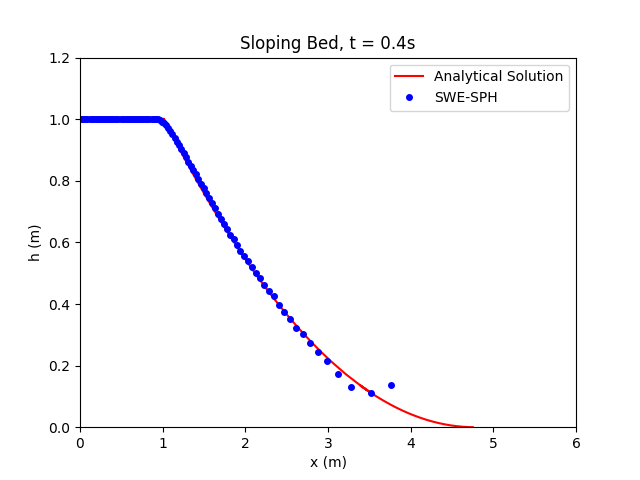 Sloping Bed, t = 0.4s
Analytical Solution
SWE-SPH
h (m)
1.2
1.0
0.8
0.6
0.4
0.2
0.0
0 1 2 3 4 5 6
x (m)